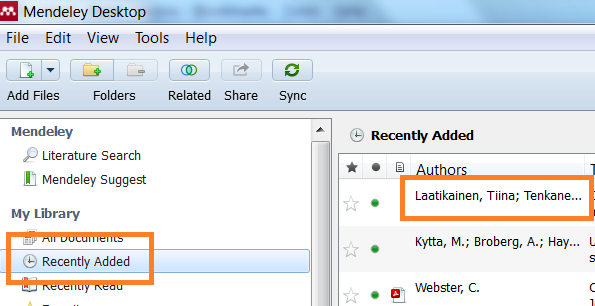 Mendeley Desktop
File Edit View Tools Help
Add Files Folders Related Share Sync
Mendeley
Literature Search
Mendeley Suggest
My Library
All Documents
Recently Added
Recently Read
Recently Added
Authors
Laatikainen, Tiina; Tenkane...
Kytta, M.; Broberg, A.; Hay...
Webster, C.